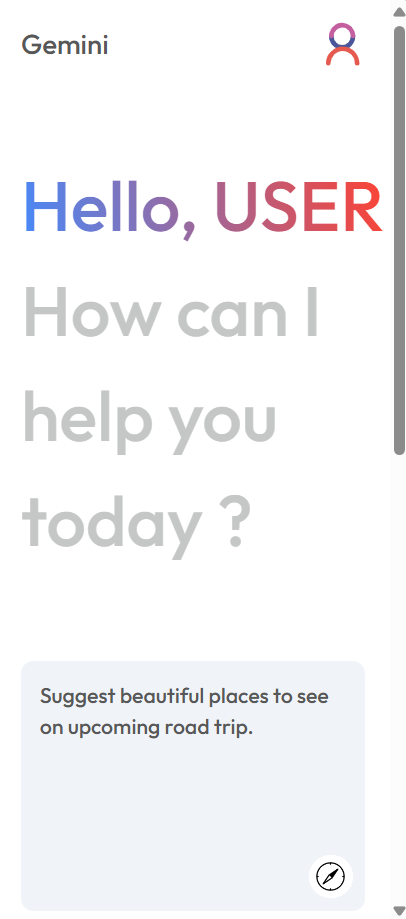 Gemini
Hello, USER
How can I
help you
today ?
Suggest beautiful places to see
on upcoming road trip.